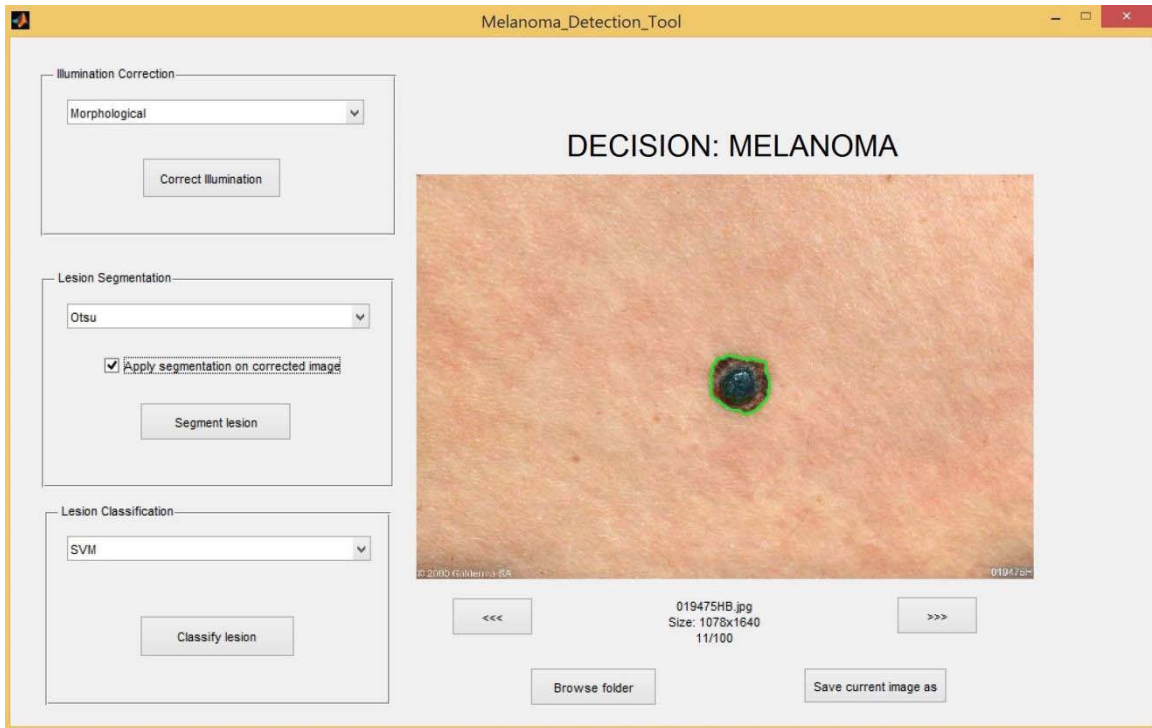 Melanoma_Detection_Tool
Illumination Correction
Morphological
Correct Illumination
Lesion Segmentation
Otsu
Apply segmentation on corrected image
Segment lesion
Lesion Classification
SVM
Classify lesion
DECISION: MELANOMA
© 2000 Galderma SA
019475H
<<<
019475HB.jpg
Size: 1078x1640
11/100
>>>
Browse folder
Save current image as